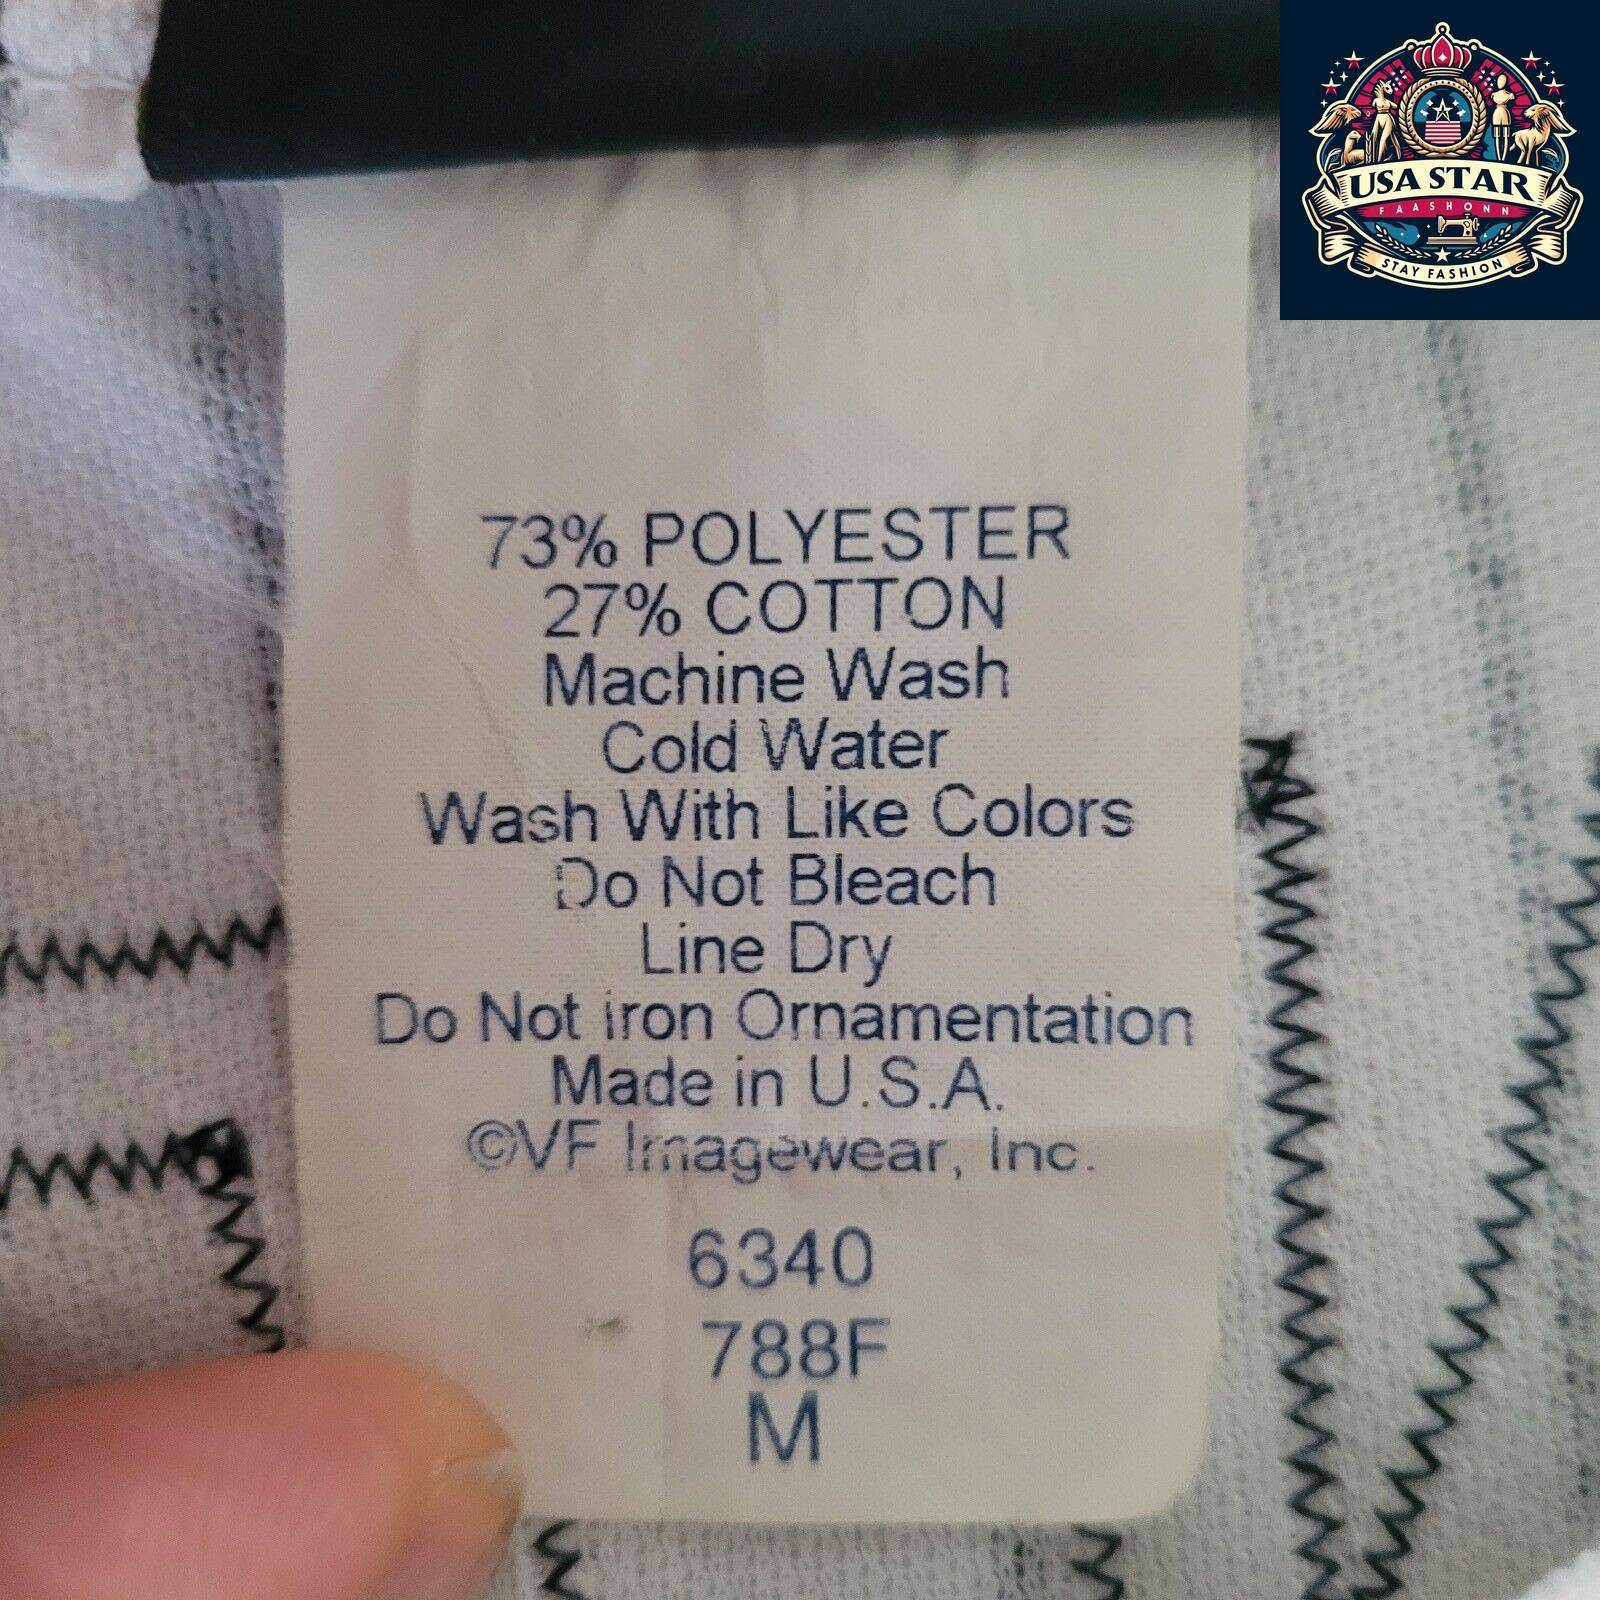 USA STAR
FAASHONN
STAY FASHION
73% POLYESTER
27% COTTON
Machine Wash
Cold Water
Wash With Like Colors
Do Not Bleach
Line Dry
Do Not iron Ornamentation
Made in U.S.A.
©VF Imagewear, Inc.
6340
788F
M